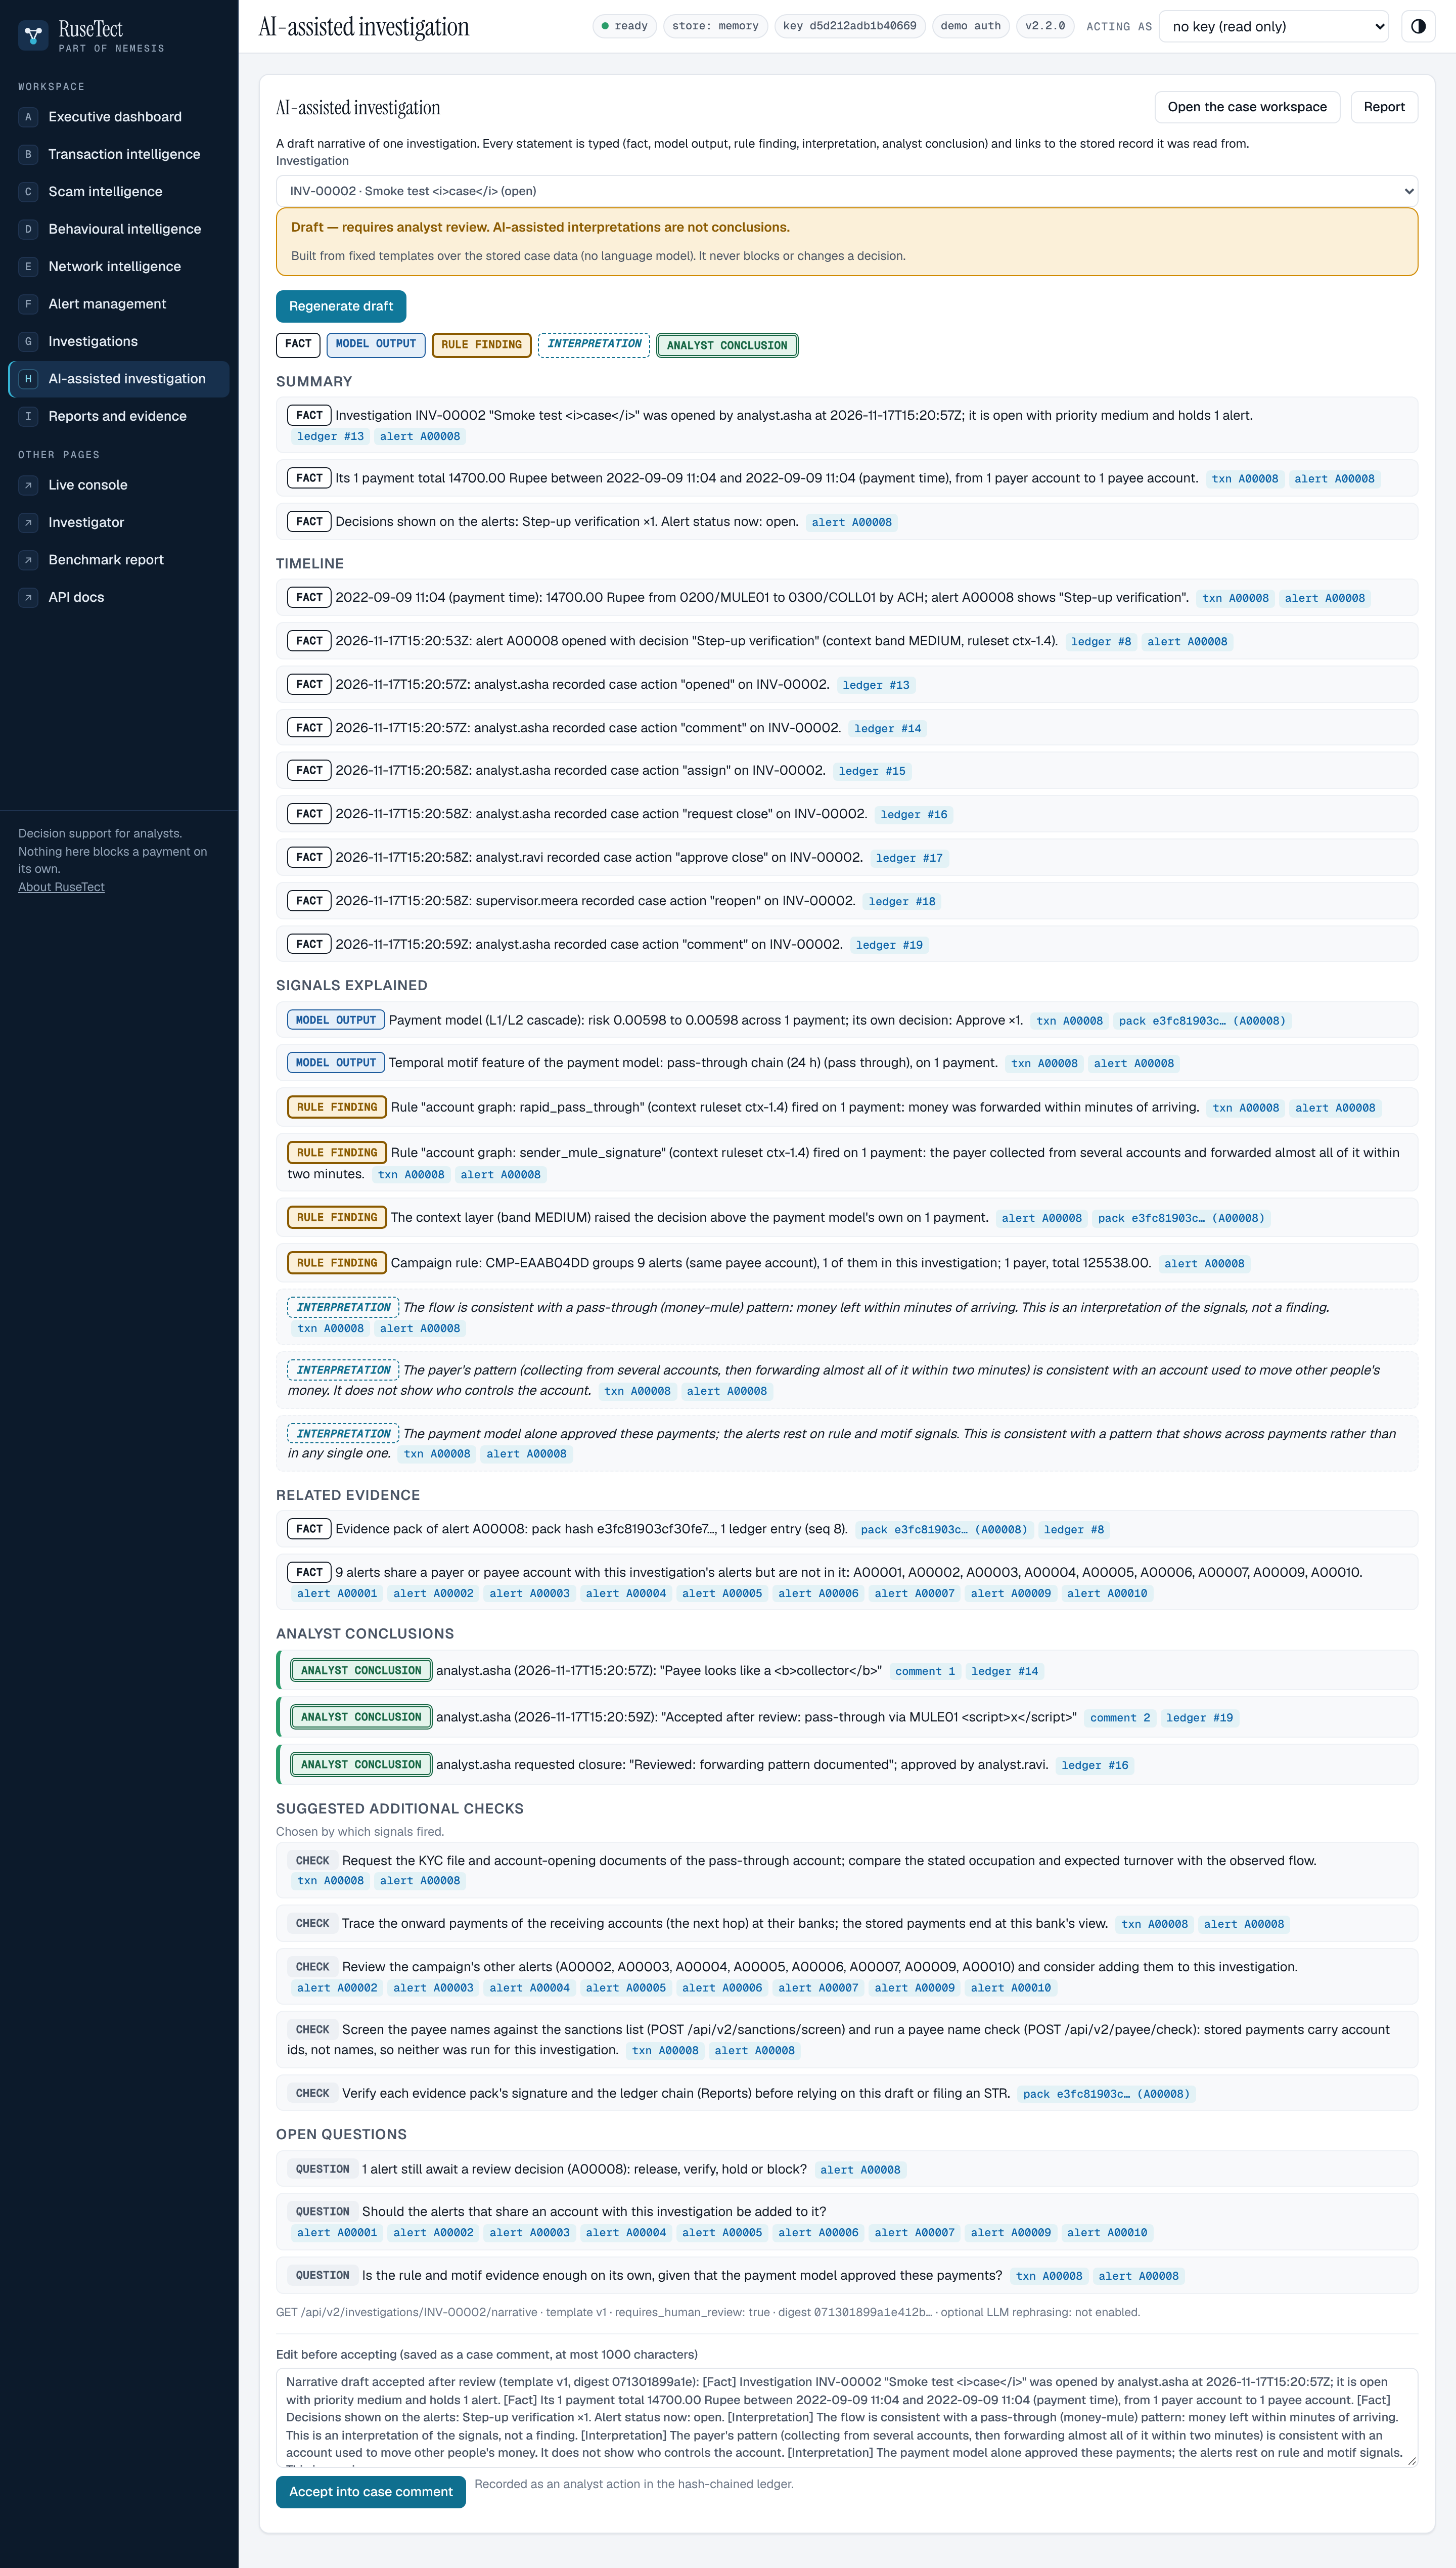 RuseTect
PART OF NEMESIS
WORKSPACE
A Executive dashboard
B Transaction intelligence
C Scam intelligence
D Behavioural intelligence
E Network intelligence
F Alert management
G Investigations
H AI-assisted investigation
I Reports and evidence
OTHER PAGES
↗ Live console
↗ Investigator
↗ Benchmark report
↗ API docs
Decision support for analysts.
Nothing here blocks a payment on
its own.
About RuseTect
AI-assisted investigation
ready store: memory key d5d212adb1b40669 demo auth v2.2.0 ACTING AS no key (read only)
AI-assisted investigation Open the case workspace Report
A draft narrative of one investigation. Every statement is typed (fact, model output, rule finding, interpretation, analyst conclusion) and links to the stored record it was read from.
Investigation
INV-00002 · Smoke test <i>case</i> (open)
Draft — requires analyst review. AI-assisted interpretations are not conclusions.
Built from fixed templates over the stored case data (no language model). It never blocks or changes a decision.
Regenerate draft
FACT MODEL OUTPUT RULE FINDING INTERPRETATION ANALYST CONCLUSION
SUMMARY
FACT Investigation INV-00002 "Smoke test <i>case</i>" was opened by analyst.asha at 2026-11-17T15:20:57Z; it is open with priority medium and holds 1 alert.
ledger #13 alert A00008
FACT Its 1 payment total 14700.00 Rupee between 2022-09-09 11:04 and 2022-09-09 11:04 (payment time), from 1 payer account to 1 payee account. txn A00008 alert A00008
FACT Decisions shown on the alerts: Step-up verification ×1. Alert status now: open. alert A00008
TIMELINE
FACT 2022-09-09 11:04 (payment time): 14700.00 Rupee from 0200/MULE01 to 0300/COLL01 by ACH; alert A00008 shows "Step-up verification". txn A00008 alert A00008
FACT 2026-11-17T15:20:53Z: alert A00008 opened with decision "Step-up verification" (context band MEDIUM, ruleset ctx-1.4). ledger #8 alert A00008
FACT 2026-11-17T15:20:57Z: analyst.asha recorded case action "opened" on INV-00002. ledger #13
FACT 2026-11-17T15:20:57Z: analyst.asha recorded case action "comment" on INV-00002. ledger #14
FACT 2026-11-17T15:20:58Z: analyst.asha recorded case action "assign" on INV-00002. ledger #15
FACT 2026-11-17T15:20:58Z: analyst.asha recorded case action "request close" on INV-00002. ledger #16
FACT 2026-11-17T15:20:58Z: analyst.ravi recorded case action "approve close" on INV-00002. ledger #17
FACT 2026-11-17T15:20:58Z: supervisor.meera recorded case action "reopen" on INV-00002. ledger #18
FACT 2026-11-17T15:20:59Z: analyst.asha recorded case action "comment" on INV-00002. ledger #19
SIGNALS EXPLAINED
MODEL OUTPUT Payment model (L1/L2 cascade): risk 0.00598 to 0.00598 across 1 payment; its own decision: Approve ×1. txn A00008 pack e3fc81903c… (A00008)
MODEL OUTPUT Temporal motif feature of the payment model: pass-through chain (24 h) (pass through), on 1 payment. txn A00008 alert A00008
RULE FINDING Rule "account graph: rapid_pass_through" (context ruleset ctx-1.4) fired on 1 payment: money was forwarded within minutes of arriving. txn A00008 alert A00008
RULE FINDING Rule "account graph: sender_mule_signature" (context ruleset ctx-1.4) fired on 1 payment: the payer collected from several accounts and forwarded almost all of it within
two minutes. txn A00008 alert A00008
RULE FINDING The context layer (band MEDIUM) raised the decision above the payment model's own on 1 payment. alert A00008 pack e3fc81903c… (A00008)
RULE FINDING Campaign rule: CMP-EAAB04DD groups 9 alerts (same payee account), 1 of them in this investigation; 1 payer, total 125538.00. alert A00008
INTERPRETATION The flow is consistent with a pass-through (money-mule) pattern: money left within minutes of arriving. This is an interpretation of the signals, not a finding.
txn A00008 alert A00008
INTERPRETATION The payer's pattern (collecting from several accounts, then forwarding almost all of it within two minutes) is consistent with an account used to move other people's
money. It does not show who controls the account. txn A00008 alert A00008
INTERPRETATION The payment model alone approved these payments; the alerts rest on rule and motif signals. This is consistent with a pattern that shows across payments rather than
in any single one. txn A00008 alert A00008
RELATED EVIDENCE
FACT Evidence pack of alert A00008: pack hash e3fc81903cf30fe7…, 1 ledger entry (seq 8). pack e3fc81903c… (A00008) ledger #8
FACT 9 alerts share a payer or payee account with this investigation's alerts but are not in it: A00001, A00002, A00003, A00004, A00005, A00006, A00007, A00009, A00010.
alert A00001 alert A00002 alert A00003 alert A00004 alert A00005 alert A00006 alert A00007 alert A00009 alert A00010
ANALYST CONCLUSIONS
ANALYST CONCLUSION analyst.asha (2026-11-17T15:20:57Z): "Payee looks like a <b>collector</b>" comment 1 ledger #14
ANALYST CONCLUSION analyst.asha (2026-11-17T15:20:59Z): "Accepted after review: pass-through via MULE01 <script>x</script>" comment 2 ledger #19
ANALYST CONCLUSION analyst.asha requested closure: "Reviewed: forwarding pattern documented"; approved by analyst.ravi. ledger #16
SUGGESTED ADDITIONAL CHECKS
Chosen by which signals fired.
CHECK Request the KYC file and account-opening documents of the pass-through account; compare the stated occupation and expected turnover with the observed flow.
txn A00008 alert A00008
CHECK Trace the onward payments of the receiving accounts (the next hop) at their banks; the stored payments end at this bank's view. txn A00008 alert A00008
CHECK Review the campaign's other alerts (A00002, A00003, A00004, A00005, A00006, A00007, A00009, A00010) and consider adding them to this investigation.
alert A00002 alert A00003 alert A00004 alert A00005 alert A00006 alert A00007 alert A00009 alert A00010
CHECK Screen the payee names against the sanctions list (POST /api/v2/sanctions/screen) and run a payee name check (POST /api/v2/payee/check): stored payments carry account
ids, not names, so neither was run for this investigation. txn A00008 alert A00008
CHECK Verify each evidence pack's signature and the ledger chain (Reports) before relying on this draft or filing an STR. pack e3fc81903c… (A00008)
OPEN QUESTIONS
QUESTION 1 alert still await a review decision (A00008): release, verify, hold or block? alert A00008
QUESTION Should the alerts that share an account with this investigation be added to it?
alert A00001 alert A00002 alert A00003 alert A00004 alert A00005 alert A00006 alert A00007 alert A00009 alert A00010
QUESTION Is the rule and motif evidence enough on its own, given that the payment model approved these payments? txn A00008 alert A00008
GET /api/v2/investigations/INV-00002/narrative · template v1 · requires_human_review: true · digest 071301899a1e412b… · optional LLM rephrasing: not enabled.
Edit before accepting (saved as a case comment, at most 1000 characters)
Narrative draft accepted after review (template v1, digest 071301899a1e): [Fact] Investigation INV-00002 "Smoke test <i>case</i>" was opened by analyst.asha at 2026-11-17T15:20:57Z; it is open
with priority medium and holds 1 alert. [Fact] Its 1 payment total 14700.00 Rupee between 2022-09-09 11:04 and 2022-09-09 11:04 (payment time), from 1 payer account to 1 payee account. [Fact]
Decisions shown on the alerts: Step-up verification ×1. Alert status now: open. [Interpretation] The flow is consistent with a pass-through (money-mule) pattern: money left within minutes of arriving.
This is an interpretation of the signals, not a finding. [Interpretation] The payer's pattern (collecting from several accounts, then forwarding almost all of it within two minutes) is consistent with an
account used to move other people's money. It does not show who controls the account. [Interpretation] The payment model alone approved these payments; the alerts rest on rule and motif signals.
Accept into case comment Recorded as an analyst action in the hash-chained ledger.